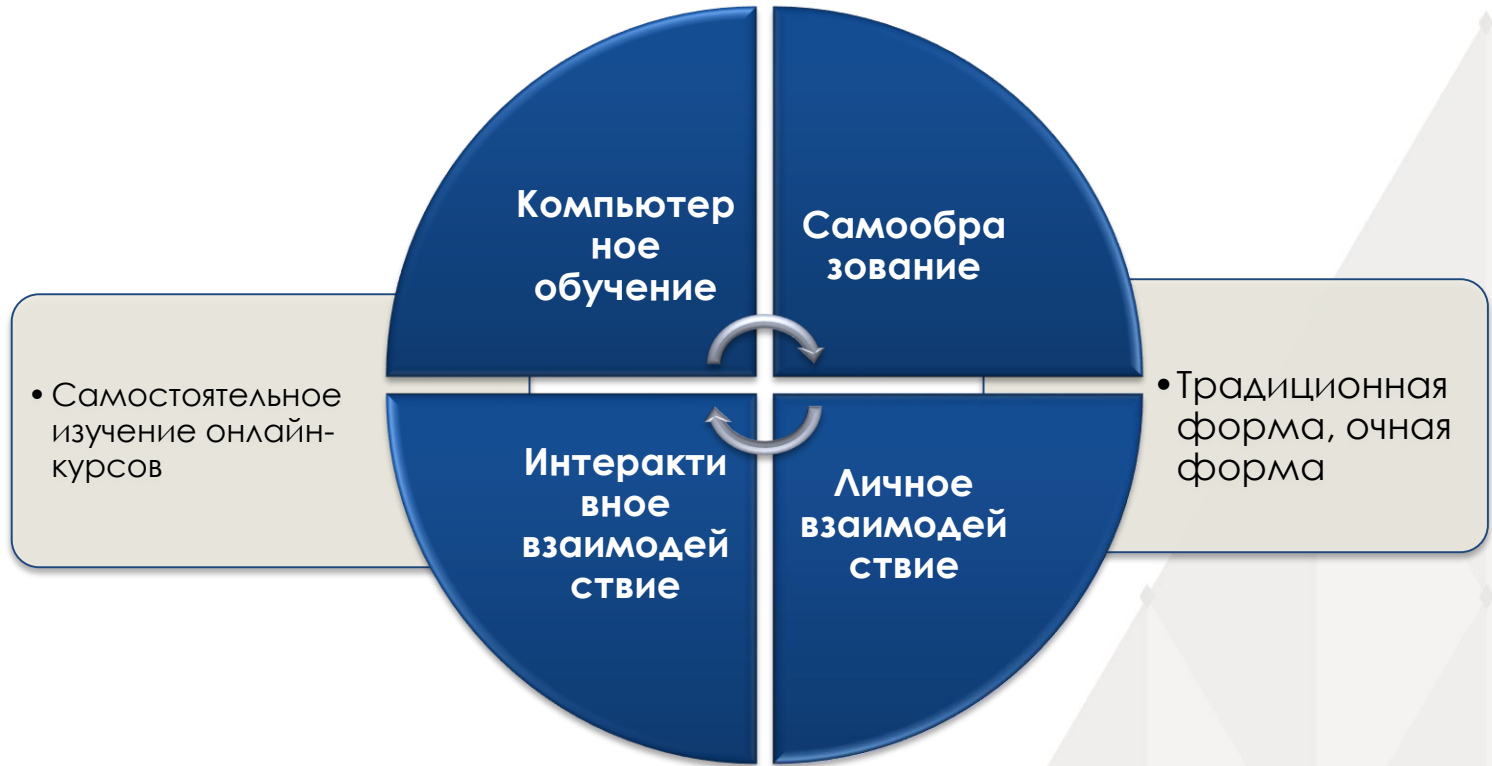 Компьютер
ное
обучение
Самообра
зование
• Самостоятельное
изучение онлайн-
курсов
• Традиционная
форма, очная
форма
Интеракти
вное
взаимодей
ствие
Личное
взаимодей
ствие